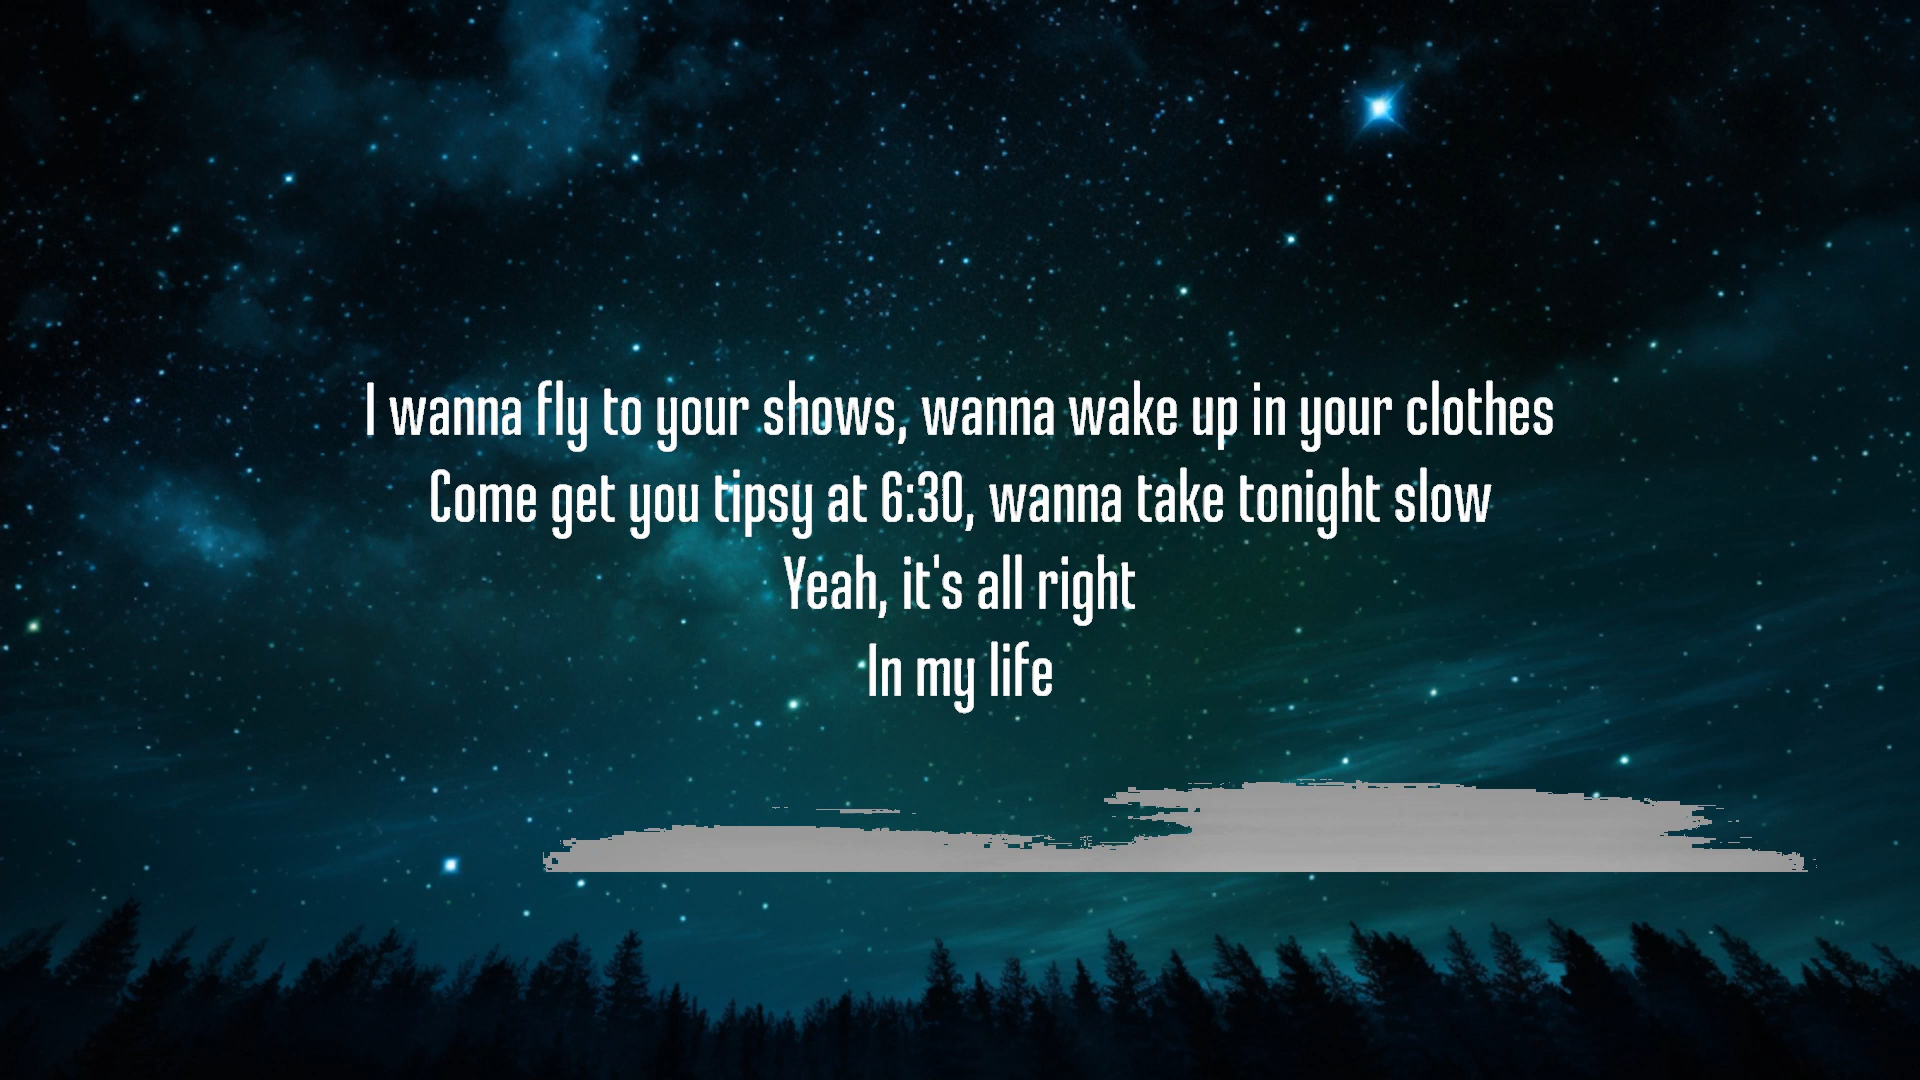 I wanna fly to your shows, wanna wake up in your clothes
Come get you tipsy at 6:30, wanna take tonight slow
Yeah, it's all right
In my life